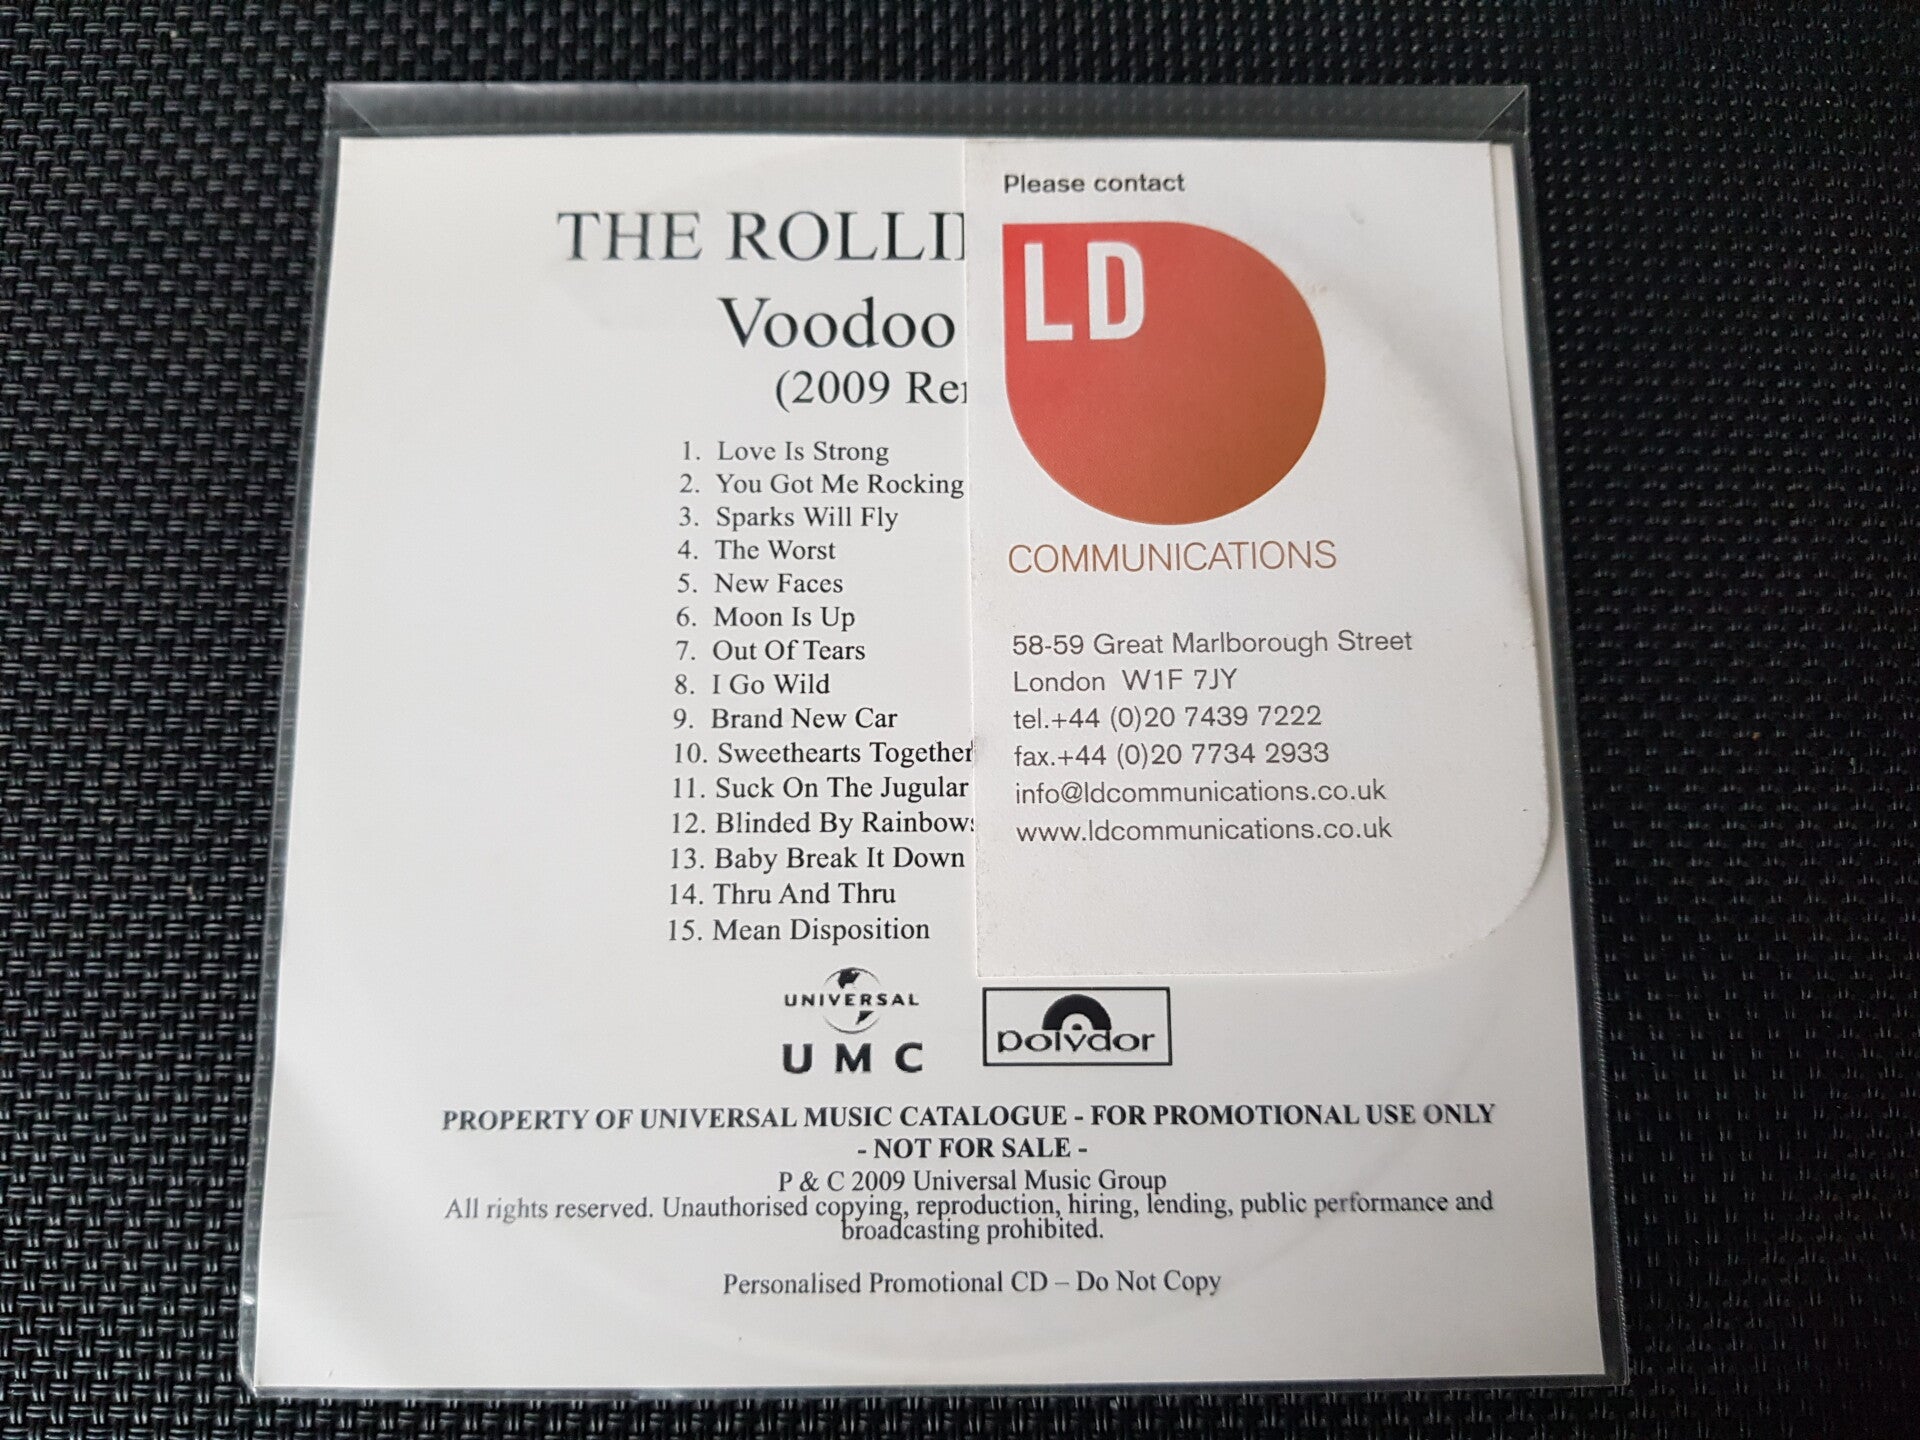 THE ROLLI
Voodoo
(2009 Re
1. Love Is Strong
2. You Got Me Rocking
3. Sparks Will Fly
4. The Worst
5. New Faces
6. Moon Is Up
7. Out Of Tears
8. I Go Wild
9. Brand New Car
10. Sweethearts Together
11. Suck On The Jugular
12. Blinded By Rainbows
13. Baby Break It Down
14. Thru And Thru
15. Mean Disposition
Please contact
LD
COMMUNICATIONS
58-59 Great Marlborough Street
London W1F 7JY
tel.+44 (0)20 7439 7222
fax.+44 (0)20 7734 2933
info@ldcommunications.co.uk
www.ldcommunications.co.uk
UNIVERSAL
UMC
polydor
PROPERTY OF UNIVERSAL MUSIC CATALOGUE - FOR PROMOTIONAL USE ONLY
- NOT FOR SALE -
P & C 2009 Universal Music Group
All rights reserved. Unauthorised copying, reproduction, hiring, lending, public performance and
broadcasting prohibited.
Personalised Promotional CD – Do Not Copy